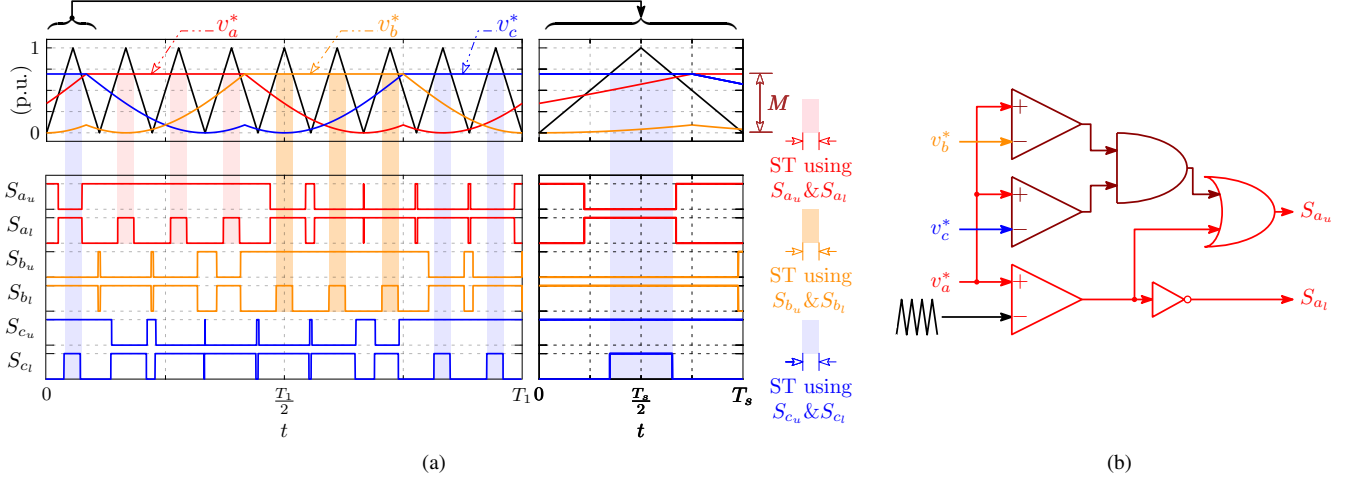 v_a^* v_b^* v_c^*
(p.u.)
1
0
M
S_{a_u}
S_{a_l}
S_{b_u}
S_{b_l}
S_{c_u}
S_{c_l}
0 T_1/2 T_1
t
0 T_s/2 T_s
t
ST using
S_{a_u}&S_{a_l}
ST using
S_{b_u}&S_{b_l}
ST using
S_{c_u}&S_{c_l}
(a)
v_b^*
v_c^*
v_a^*
+
−
+
−
+
−
S_{a_u}
S_{a_l}
(b)